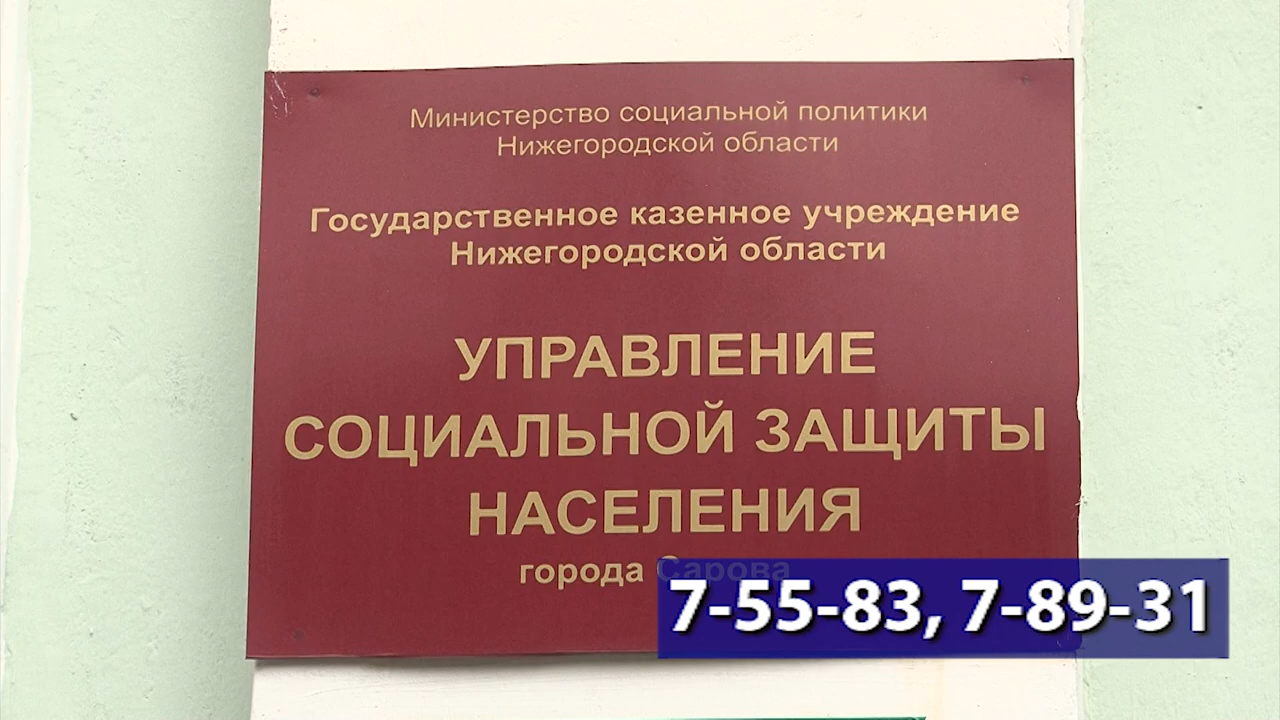 Министерство социальной политики
Нижегородской области
Государственное казенное учреждение
Нижегородской области
УПРАВЛЕНИЕ
СОЦИАЛЬНОЙ ЗАЩИТЫ
НАСЕЛЕНИЯ
города Сарова
7-55-83, 7-89-31